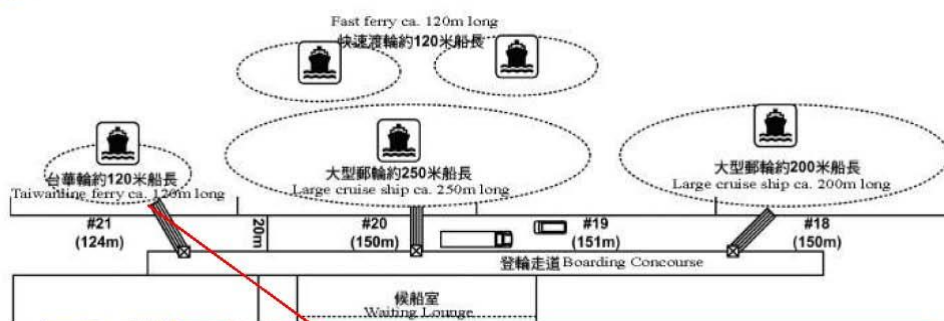 Fast ferry ca. 120m long
快速渡輪約120米船長
台華輪約120米船長
Taiwanline ferry ca. 120m long
大型郵輪約250米船長
Large cruise ship ca. 250m long
大型郵輪約200米船長
Large cruise ship ca. 200m long
#21
(124m)
20m
#20
(150m)
#19
(151m)
#18
(150m)
登輪走道 Boarding Concourse
候船室
Waiting Lounge